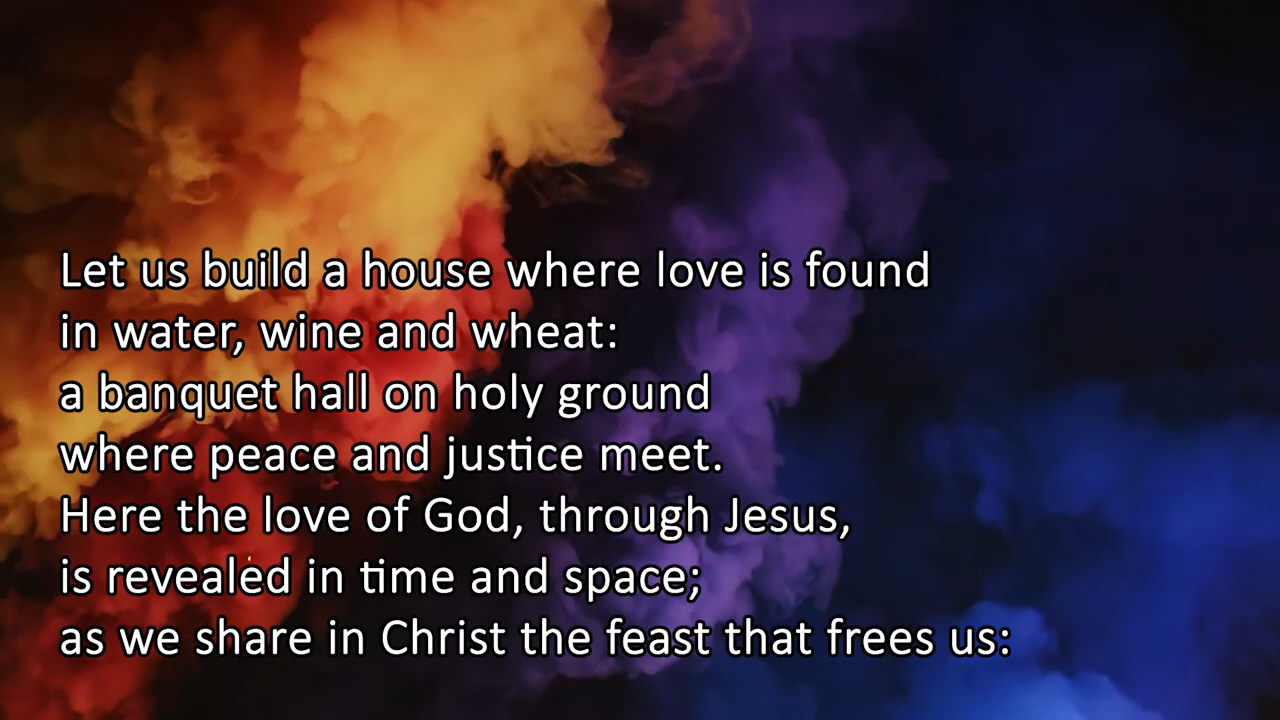 Let us build a house where love is found
in water, wine and wheat:
a banquet hall on holy ground
where peace and justice meet.
Here the love of God, through Jesus,
is revealed in time and space;
as we share in Christ the feast that frees us: